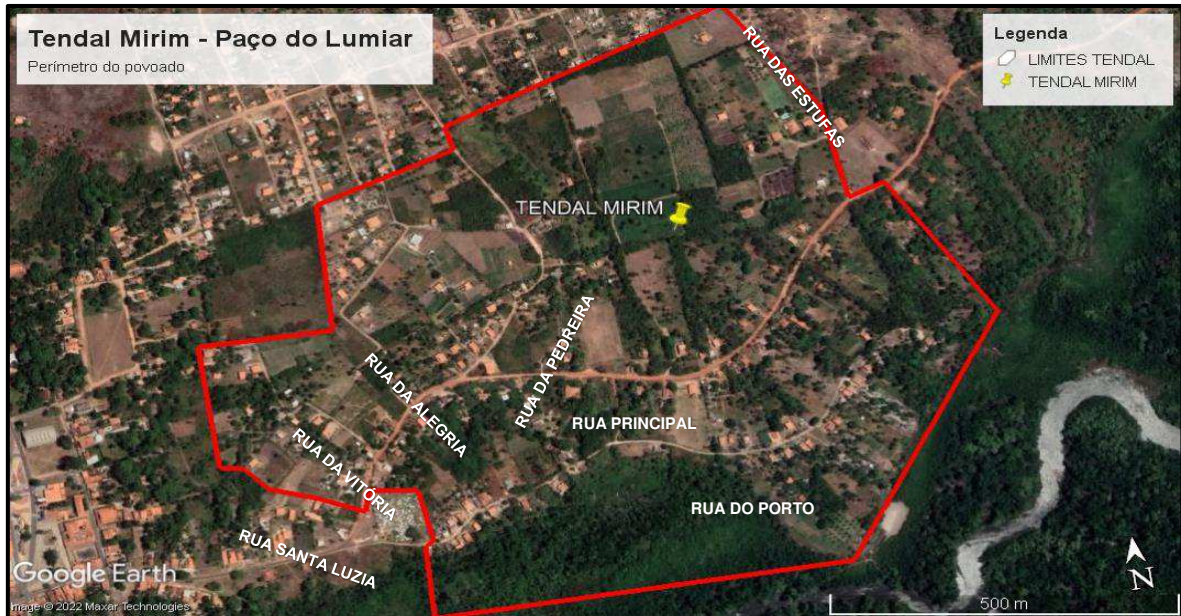 Tendal Mirim - Paço do Lumiar
Perímetro do povoado
Legenda
LIMITES TENDAL
TENDAL MIRIM
RUA DAS ESTUFAS
TENDAL MIRIM
RUA DA PEDREIRA
RUA DA ALEGRIA
RUA PRINCIPAL
RUA DA VITÓRIA
RUA DO PORTO
RUA SANTA LUZIA
Google Earth
Image © 2022 Maxar Technologies
N
500 m